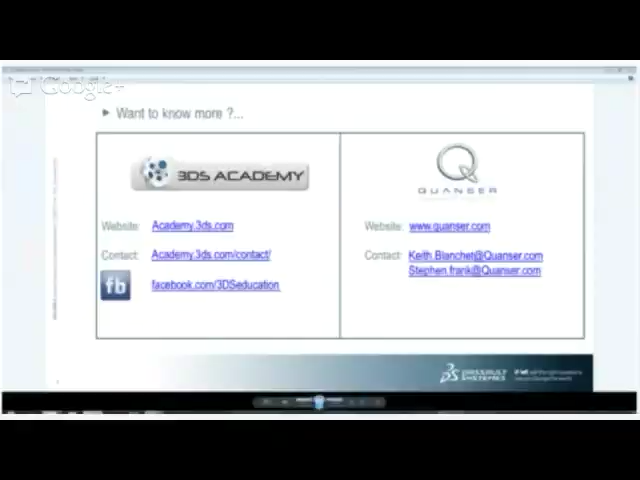 Google+
Want to know more ?...
3DS ACADEMY
Website: Academy.3ds.com
Contact: Academy.3ds.com/contact/
fb facebook.com/3DSeducation
QUANSER
Website: www.quanser.com
Contact: Keith.Blanchet@Quanser.com
Stephen.frank@Quanser.com
DASSAULT
SYSTEMES